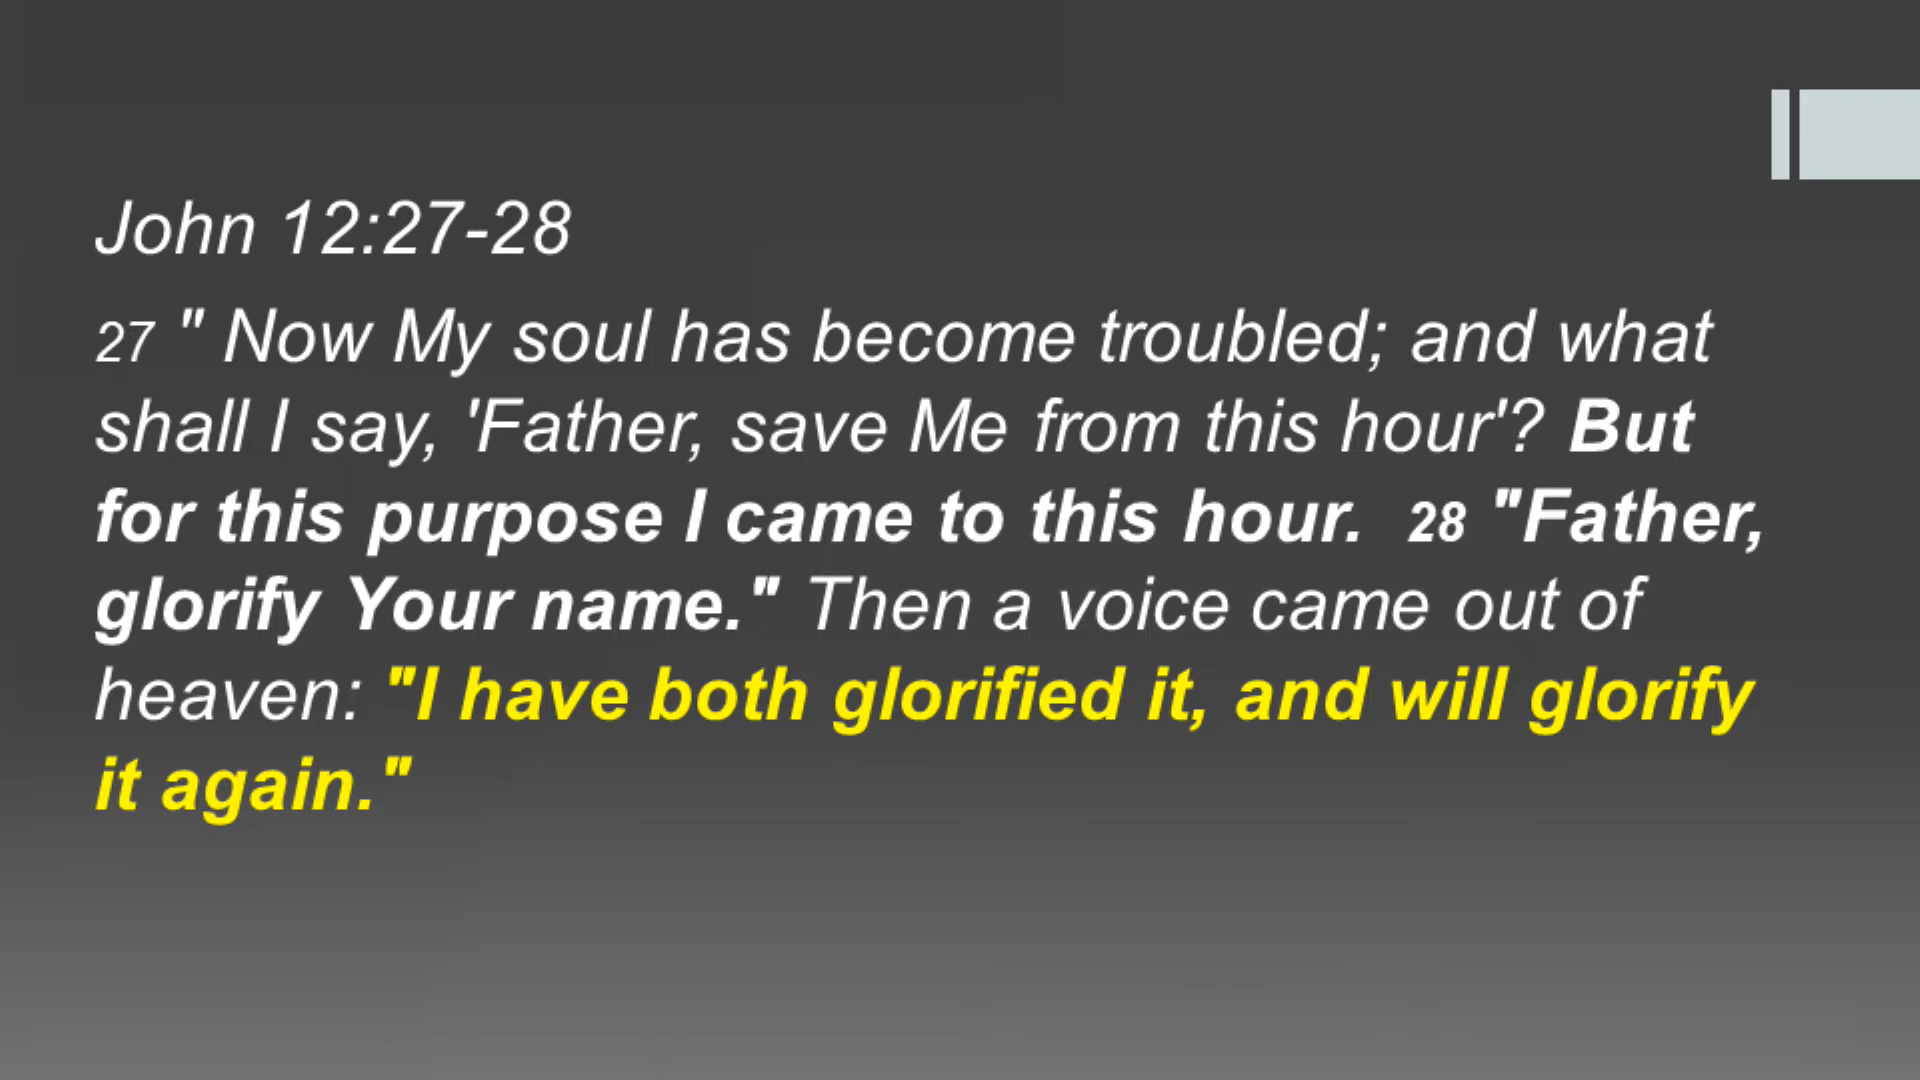 John 12:27-28
27 " Now My soul has become troubled; and what
shall I say, 'Father, save Me from this hour'? But
for this purpose I came to this hour.  28 "Father,
glorify Your name." Then a voice came out of
heaven: "I have both glorified it, and will glorify
it again."